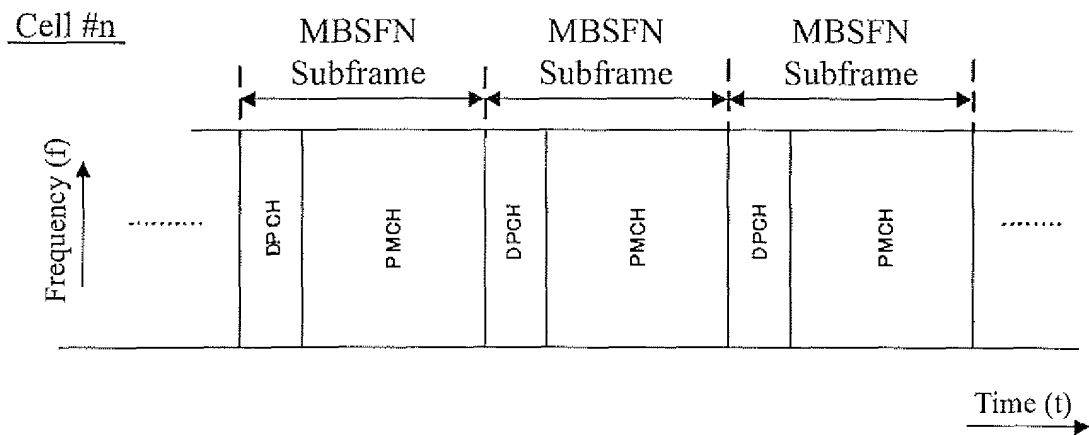 Cell #n
MBSFN
Subframe
MBSFN
Subframe
MBSFN
Subframe
Frequency (f)
........
DPCH
PMCH
DPCH
PMCH
DPCH
PMCH
........
Time (t)